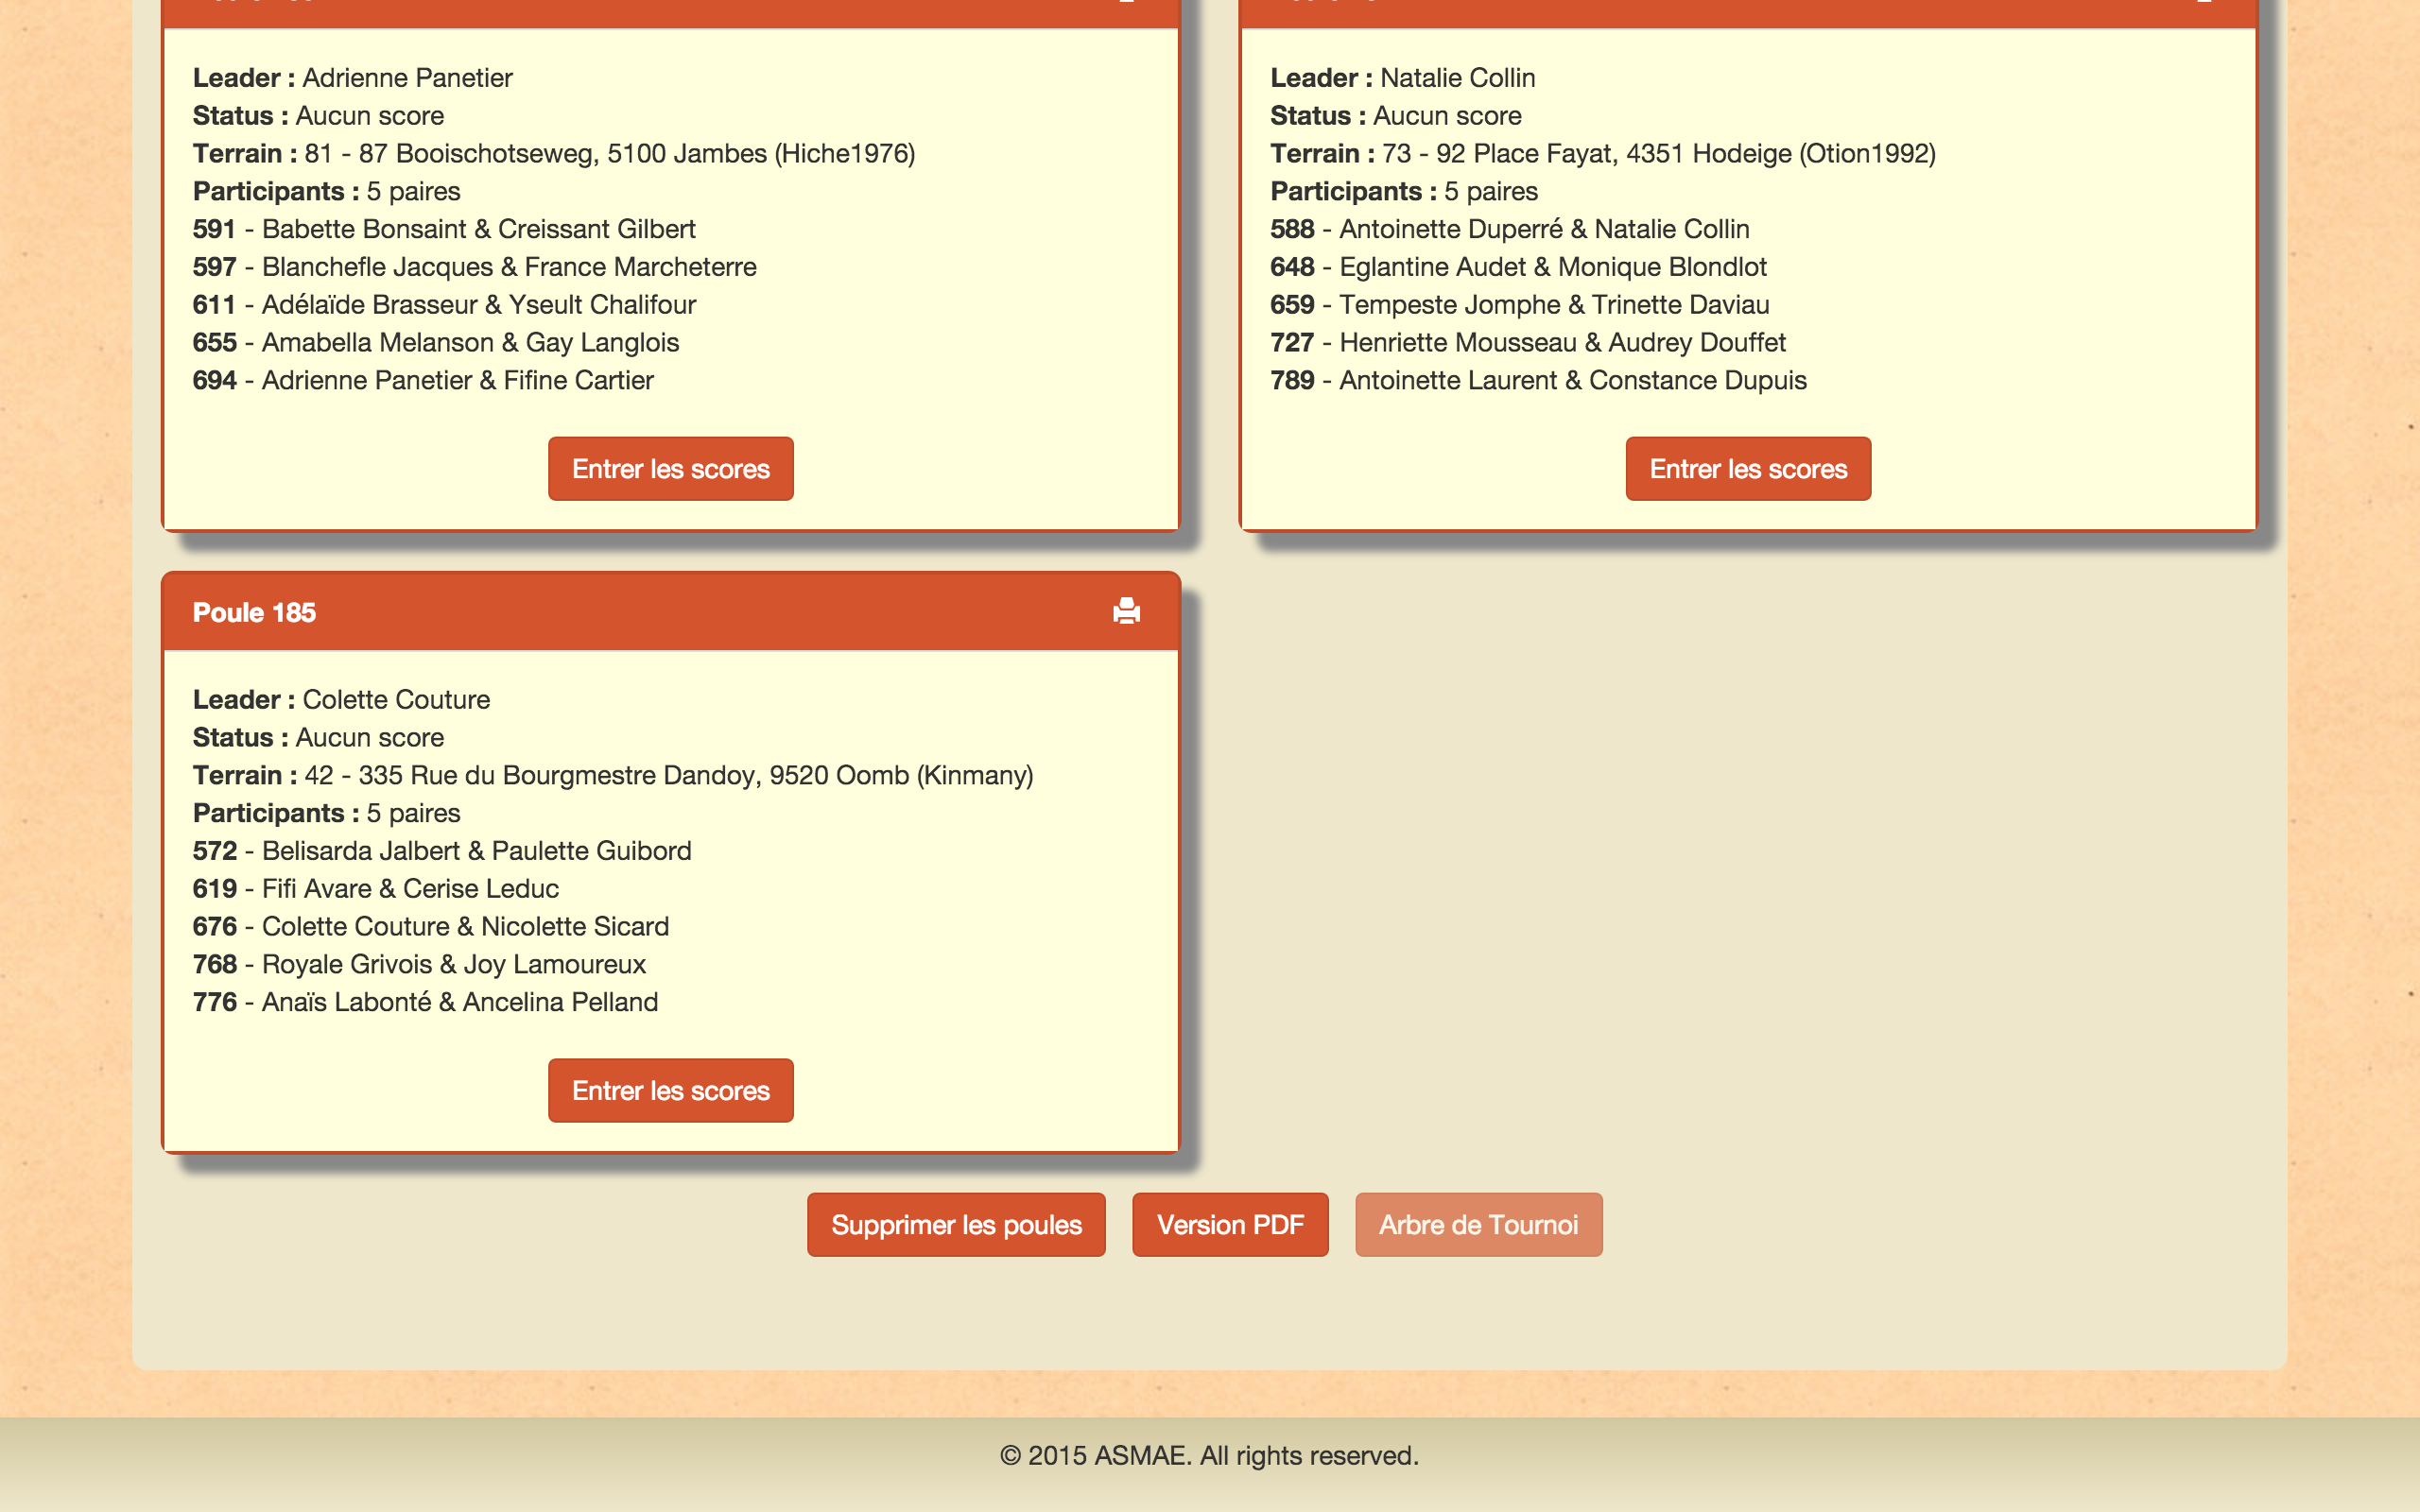 Leader : Adrienne Panetier
Status : Aucun score
Terrain : 81 - 87 Booischotseweg, 5100 Jambes (Hiche1976)
Participants : 5 paires
591 - Babette Bonsaint & Creissant Gilbert
597 - Blanchefle Jacques & France Marcheterre
611 - Adélaïde Brasseur & Yseult Chalifour
655 - Amabella Melanson & Gay Langlois
694 - Adrienne Panetier & Fifine Cartier
Entrer les scores
Leader : Natalie Collin
Status : Aucun score
Terrain : 73 - 92 Place Fayat, 4351 Hodeige (Otion1992)
Participants : 5 paires
588 - Antoinette Duperré & Natalie Collin
648 - Eglantine Audet & Monique Blondlot
659 - Tempeste Jomphe & Trinette Daviau
727 - Henriette Mousseau & Audrey Douffet
789 - Antoinette Laurent & Constance Dupuis
Entrer les scores
Poule 185
Leader : Colette Couture
Status : Aucun score
Terrain : 42 - 335 Rue du Bourgmestre Dandoy, 9520 Oomb (Kinmany)
Participants : 5 paires
572 - Belisarda Jalbert & Paulette Guibord
619 - Fifi Avare & Cerise Leduc
676 - Colette Couture & Nicolette Sicard
768 - Royale Grivois & Joy Lamoureux
776 - Anaïs Labonté & Ancelina Pelland
Entrer les scores
Supprimer les poules
Version PDF
Arbre de Tournoi
© 2015 ASMAE. All rights reserved.